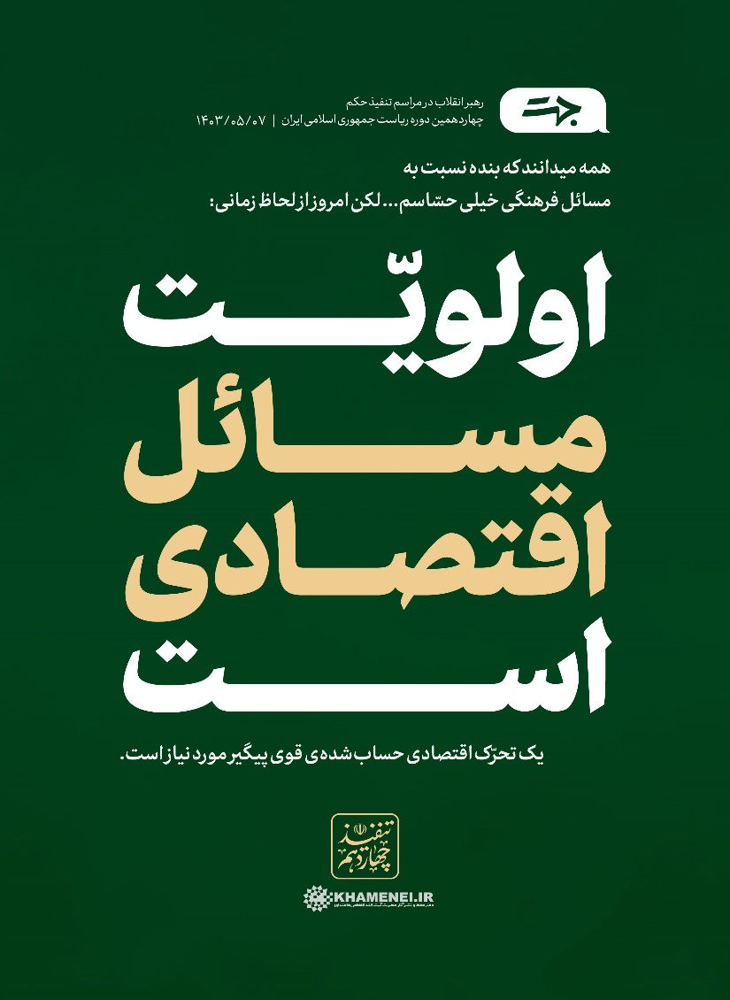 جهت
رهبر انقلاب در مراسم تنفیذ حکم
چهاردهمین دوره ریاست جمهوری اسلامی ایران | ۱۴۰۳/۰۵/۰۷
همه میدانند که بنده نسبت به
مسائل فرهنگی خیلی حسّاسم... لکن امروز از لحاظ زمانی:
اولویّت
مسائل
اقتصادی
است
یک تحرّک اقتصادی حساب‌شده‌ی قوی پیگیر مورد نیاز است.
تنفیذ
چهاردهم
KHAMENEI.IR